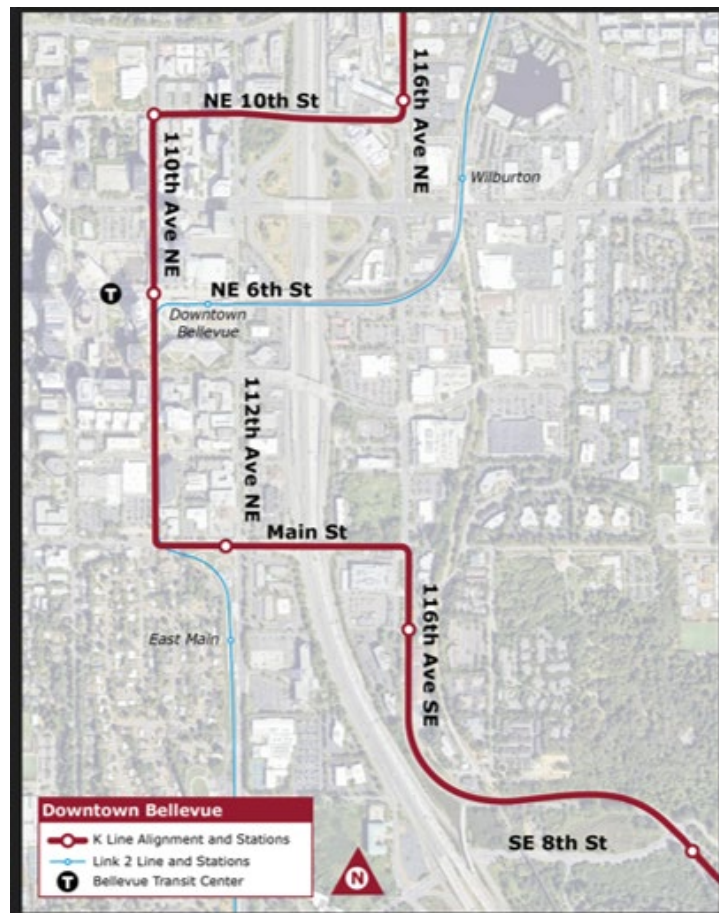 116th Ave NE
NE 10th St
110th Ave NE
Wilburton
T
NE 6th St
Downtown
Bellevue
112th Ave NE
Main St
116th Ave SE
East Main
SE 8th St
Downtown Bellevue
K Line Alignment and Stations
Link 2 Line and Stations
T
Bellevue Transit Center
N